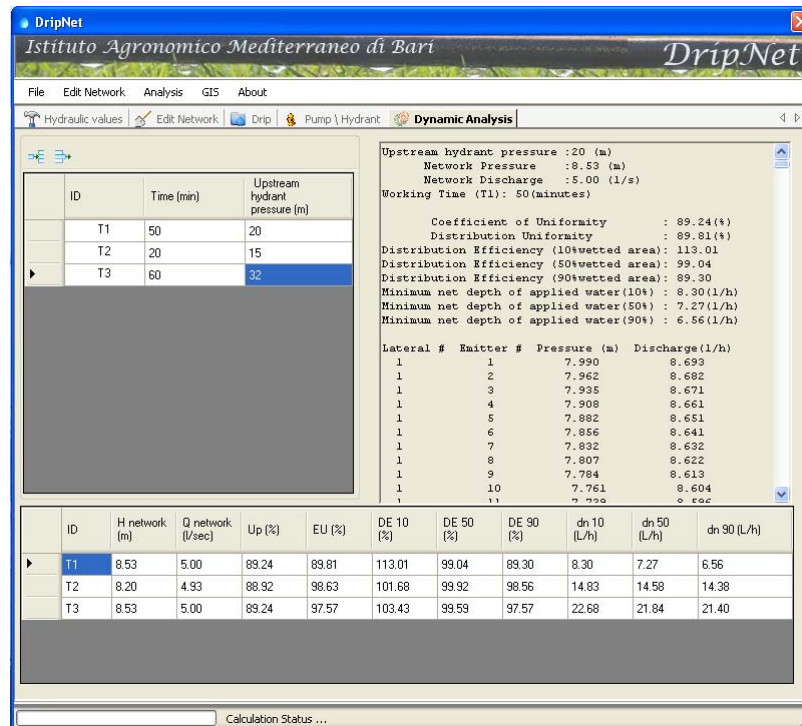 DripNet
Istituto Agronomico Mediterraneo di Bari
DripNet
File Edit Network Analysis GIS About
Hydraulic values Edit Network Drip Pump \ Hydrant Dynamic Analysis
ID Time (min) Upstream hydrant pressure (m)
T1 50 20
T2 20 15
T3 60 32
Upstream hydrant pressure :20 (m)
Network Pressure :8.53 (m)
Network Discharge :5.00 (l/s)
Working Time (T1): 50(minutes)
Coefficient of Uniformity : 89.24(%)
Distribution Uniformity : 89.81(%)
Distribution Efficiency (10%wetted area): 113.01
Distribution Efficiency (50%wetted area): 99.04
Distribution Efficiency (90%wetted area): 89.30
Minimum net depth of applied water(10%) : 8.30(l/h)
Minimum net depth of applied water(50%) : 7.27(l/h)
Minimum net depth of applied water(90%) : 6.56(l/h)
Lateral # Emitter # Pressure (m) Discharge(l/h)
1 1 7.990 8.693
1 2 7.962 8.682
1 3 7.935 8.671
1 4 7.908 8.661
1 5 7.882 8.651
1 6 7.856 8.641
1 7 7.832 8.632
1 8 7.807 8.622
1 9 7.784 8.613
1 10 7.761 8.604
1 11 7.739 8.596
ID H network (m) Q network (l/sec) Up (%) EU (%) DE 10 (%) DE 50 (%) DE 90 (%) dn 10 (L/h) dn 50 (L/h) dn 90 (L/h)
T1 8.53 5.00 89.24 89.81 113.01 99.04 89.30 8.30 7.27 6.56
T2 8.20 4.93 88.92 98.63 101.68 99.92 98.56 14.83 14.58 14.38
T3 8.53 5.00 89.24 97.57 103.43 99.59 97.57 22.68 21.84 21.40
Calculation Status ...